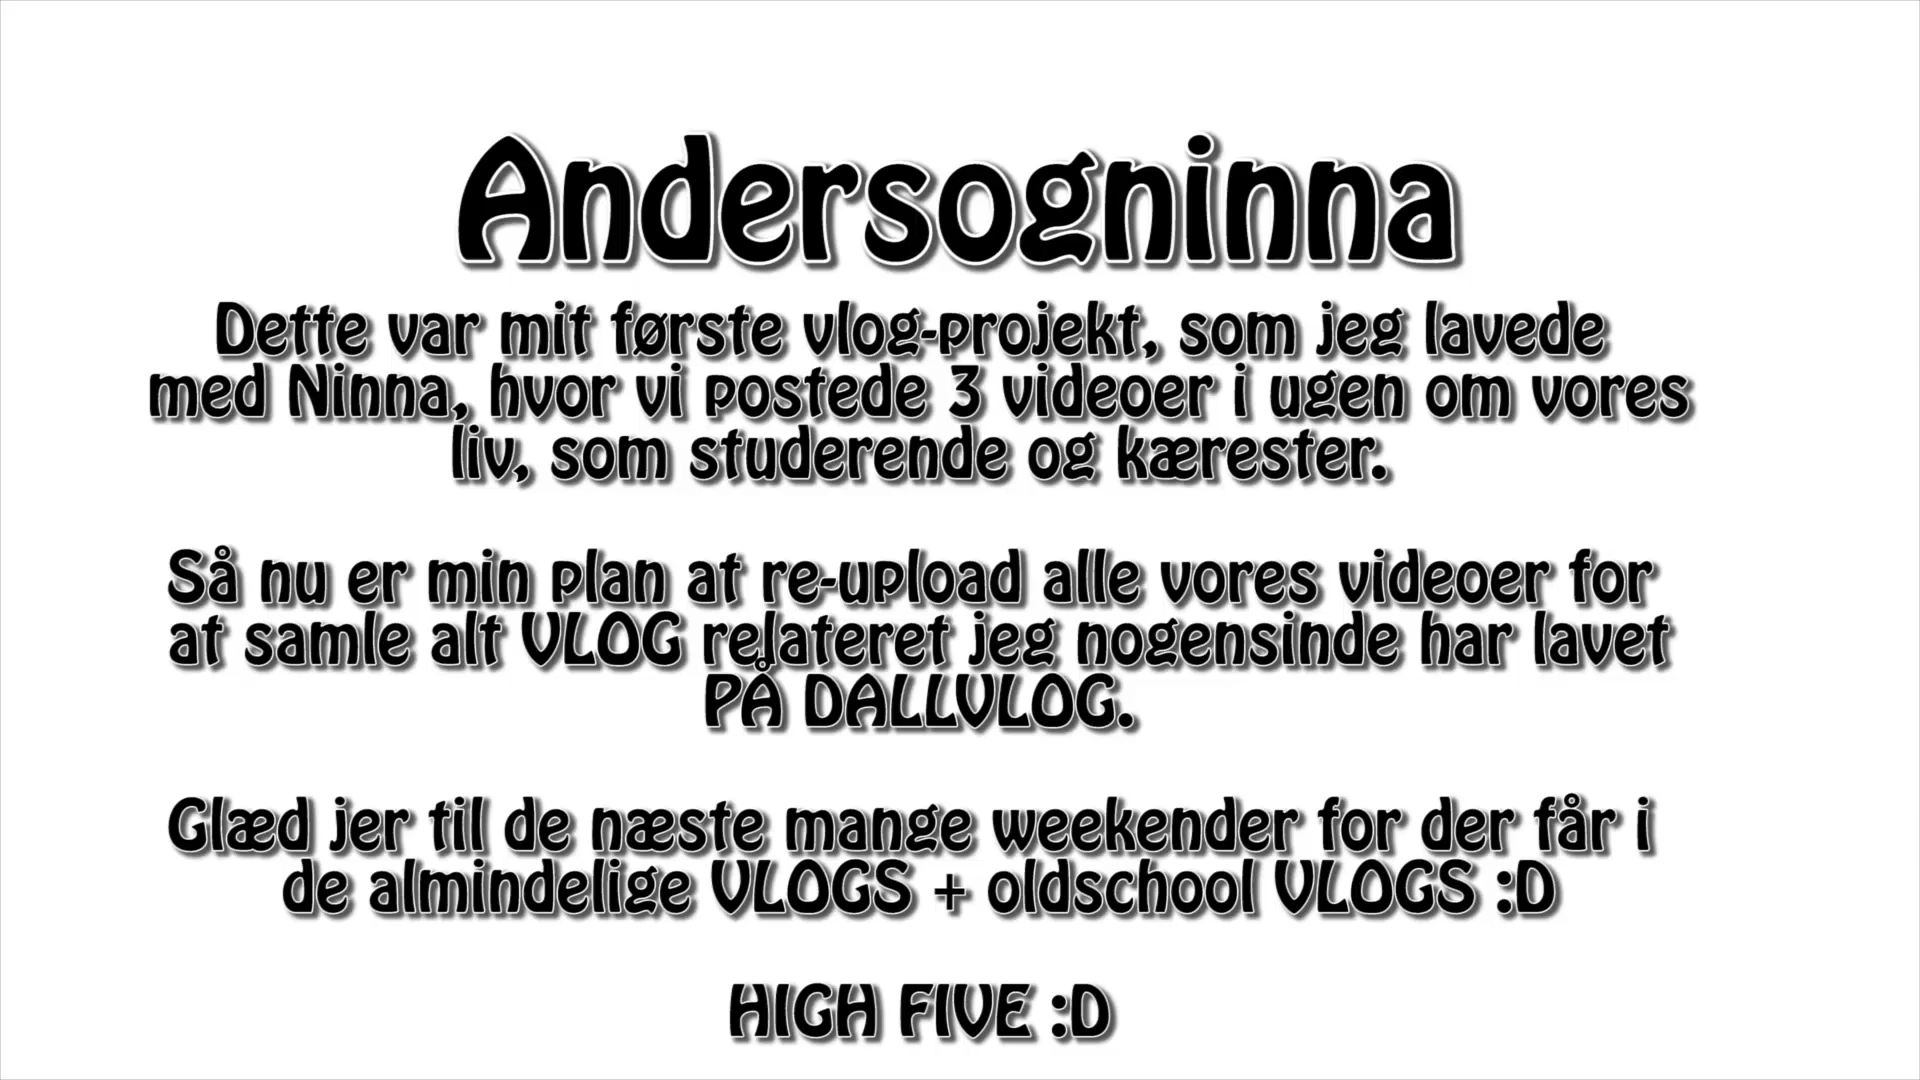 Andersogninna
Dette var mit første vlog-projekt, som jeg lavede
med Ninna, hvor vi postede 3 videoer i ugen om vores
liv, som studerende og kærester.
Så nu er min plan at re-upload alle vores videoer for
at samle alt VLOG relateret jeg nogensinde har lavet
PÅ DALLVLOG.
Glæd jer til de næste mange weekender for der får i
de almindelige VLOGS + oldschool VLOGS :D
HIGH FIVE :D